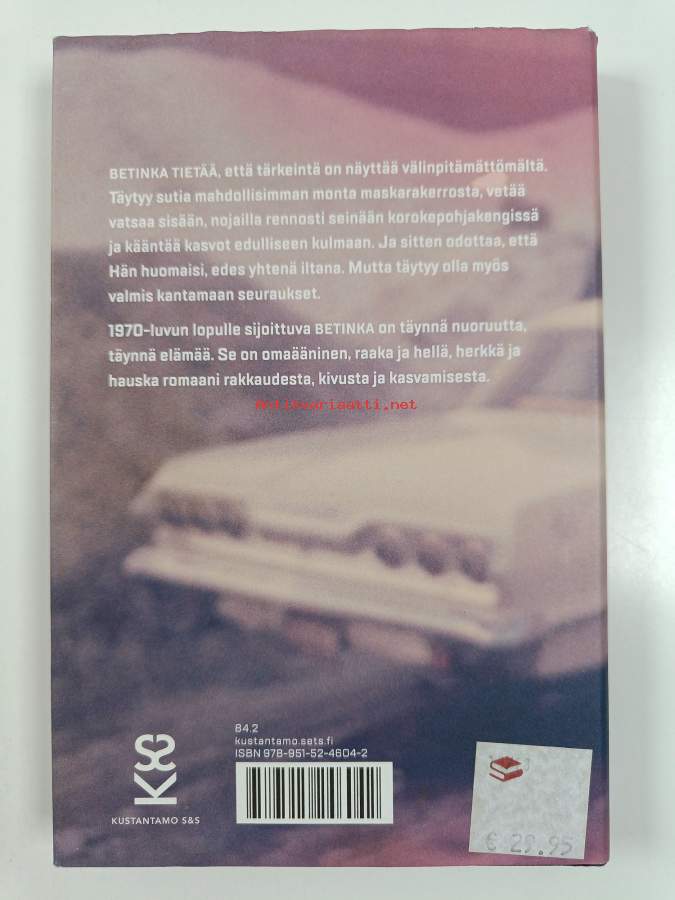 BETINKA TIETÄÄ, että tärkeintä on näyttää välinpitämättömältä.
Täytyy sutia mahdollisimman monta maskarakerrosta, vetää
vatsaa sisään, nojailla rennosti seinään korokepohjakengissä
ja kääntää kasvot edulliseen kulmaan. Ja sitten odottaa, että
Hän huomaisi, edes yhtenä iltana. Mutta täytyy olla myös
valmis kantamaan seuraukset.
1970-luvun lopulle sijoittuva BETINKA on täynnä nuoruutta,
täynnä elämää. Se on omaääninen, raaka ja hellä, herkkä ja
hauska romaani rakkaudesta, kivusta ja kasvamisesta.
Antikvariaatti.net
K&S
KUSTANTAMO S&S
84.2
kustantamo.sets.fi
ISBN 978-951-52-4604-2
€ 29.95